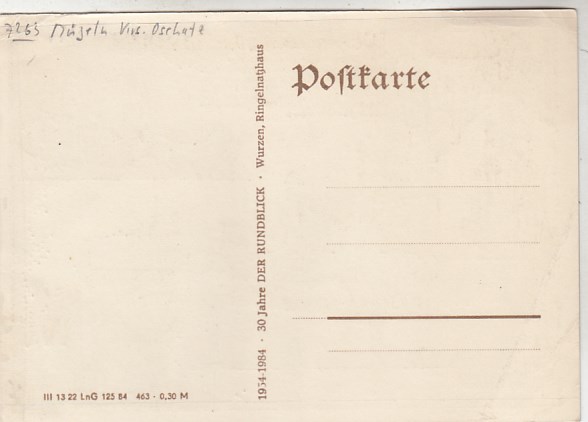 7263 Mügeln Krs. Oschatz
Postkarte
1954-1984 · 30 Jahre DER RUNDBLICK · Wurzen, Ringelnatzhaus
III 13 22 LnG 125 84 463 - 0,30 M